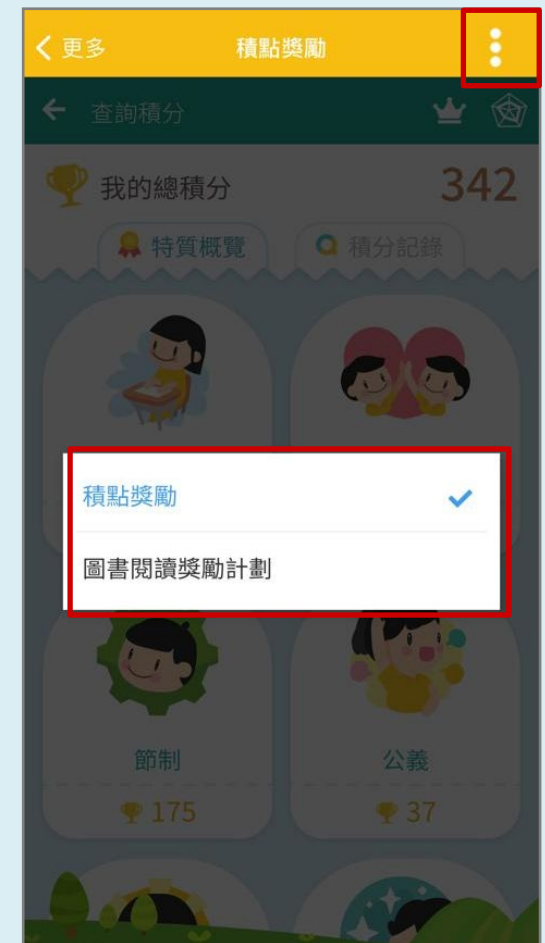 更多
積點獎勵
查詢積分
我的總積分
342
特質概覽
積分記錄
積點獎勵
圖書閱讀獎勵計劃
節制
公義
175
37